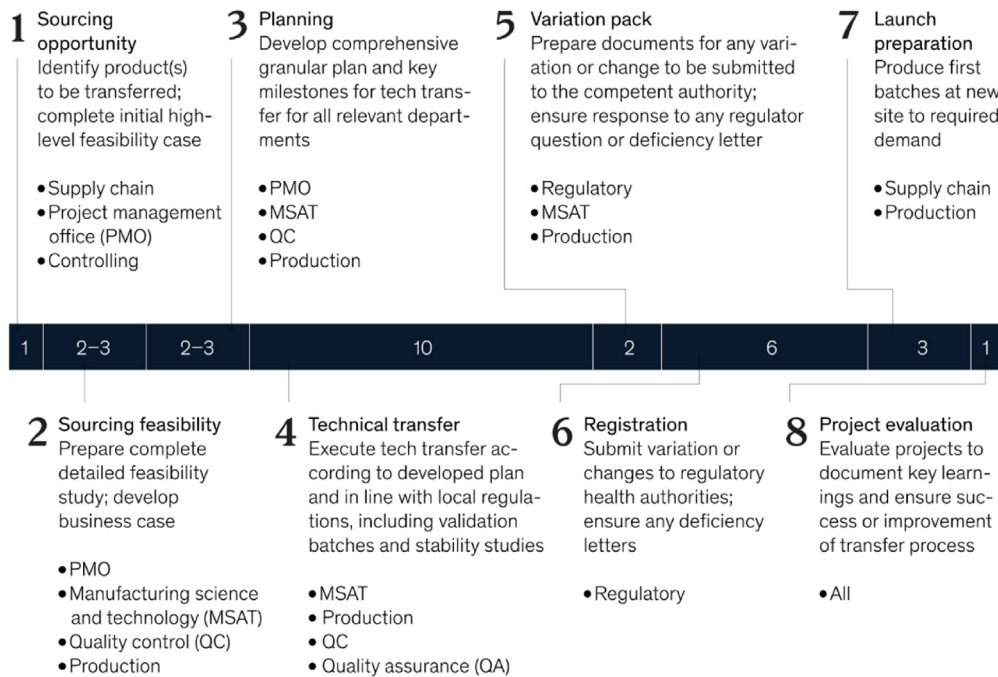 1 Sourcing
opportunity
Identify product(s)
to be transferred;
complete initial high-
level feasibility case
• Supply chain
• Project management
office (PMO)
• Controlling
3 Planning
Develop comprehensive
granular plan and key
milestones for tech trans-
fer for all relevant depart-
ments
• PMO
• MSAT
• QC
• Production
5 Variation pack
Prepare documents for any vari-
ation or change to be submitted
to the competent authority;
ensure response to any regulator
question or deficiency letter
• Regulatory
• MSAT
• Production
7 Launch
preparation
Produce first
batches at new
site to required
demand
• Supply chain
• Production
1 2–3 2–3 10 2 6 3 1
2 Sourcing feasibility
Prepare complete
detailed feasibility
study; develop
business case
• PMO
• Manufacturing science
and technology (MSAT)
• Quality control (QC)
• Production
4 Technical transfer
Execute tech transfer ac-
cording to developed plan
and in line with local regula-
tions, including validation
batches and stability studies
• MSAT
• Production
• QC
• Quality assurance (QA)
6 Registration
Submit variation or
changes to regulatory
health authorities;
ensure any deficiency
letters
• Regulatory
8 Project evaluation
Evaluate projects to
document key learn-
ings and ensure suc-
cess or improvement
of transfer process
• All